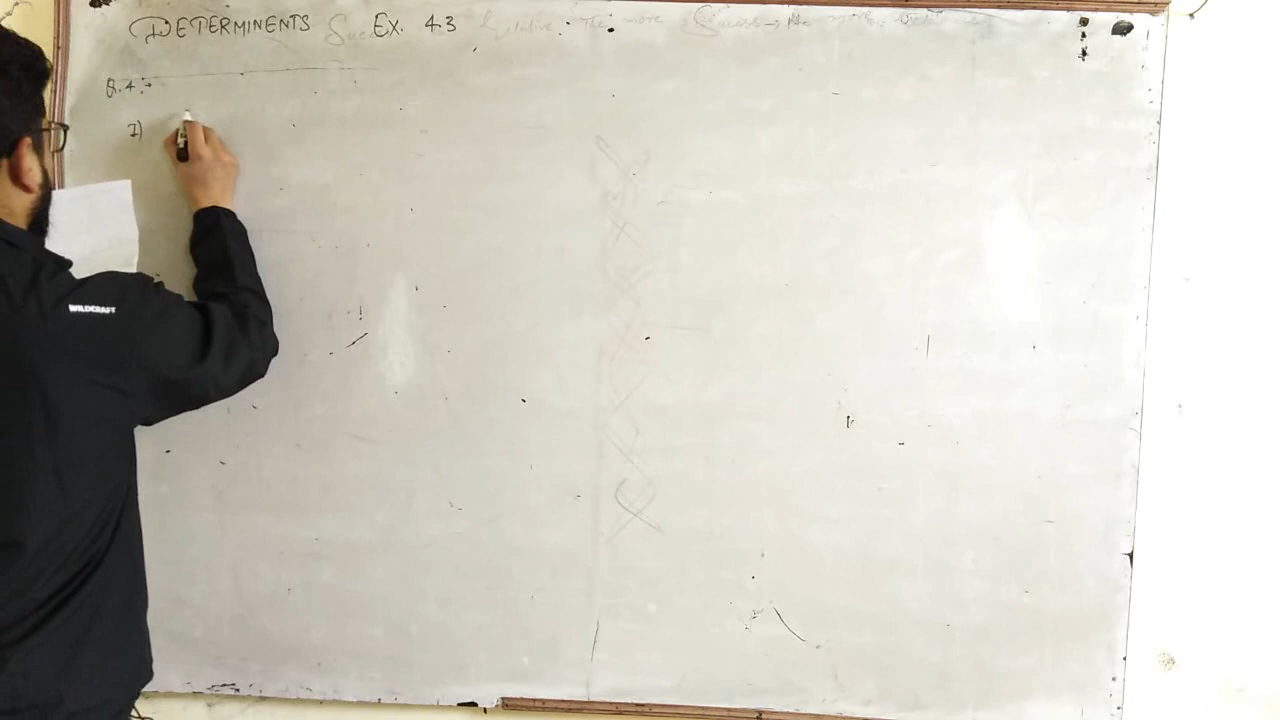 DETERMINENTS Ex. 4.3
Q.4:→
I)
WILDCRAFT